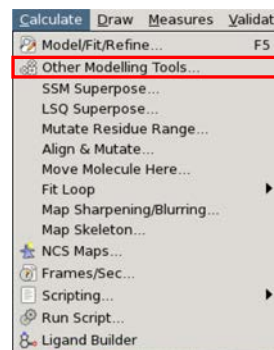 Calculate Draw Measures Validat
Model/Fit/Refine... F5
Other Modelling Tools...
SSM Superpose...
LSQ Superpose...
Mutate Residue Range...
Align & Mutate...
Move Molecule Here...
Fit Loop
Map Sharpening/Blurring...
Map Skeleton...
NCS Maps...
Frames/Sec...
Scripting...
Run Script...
Ligand Builder